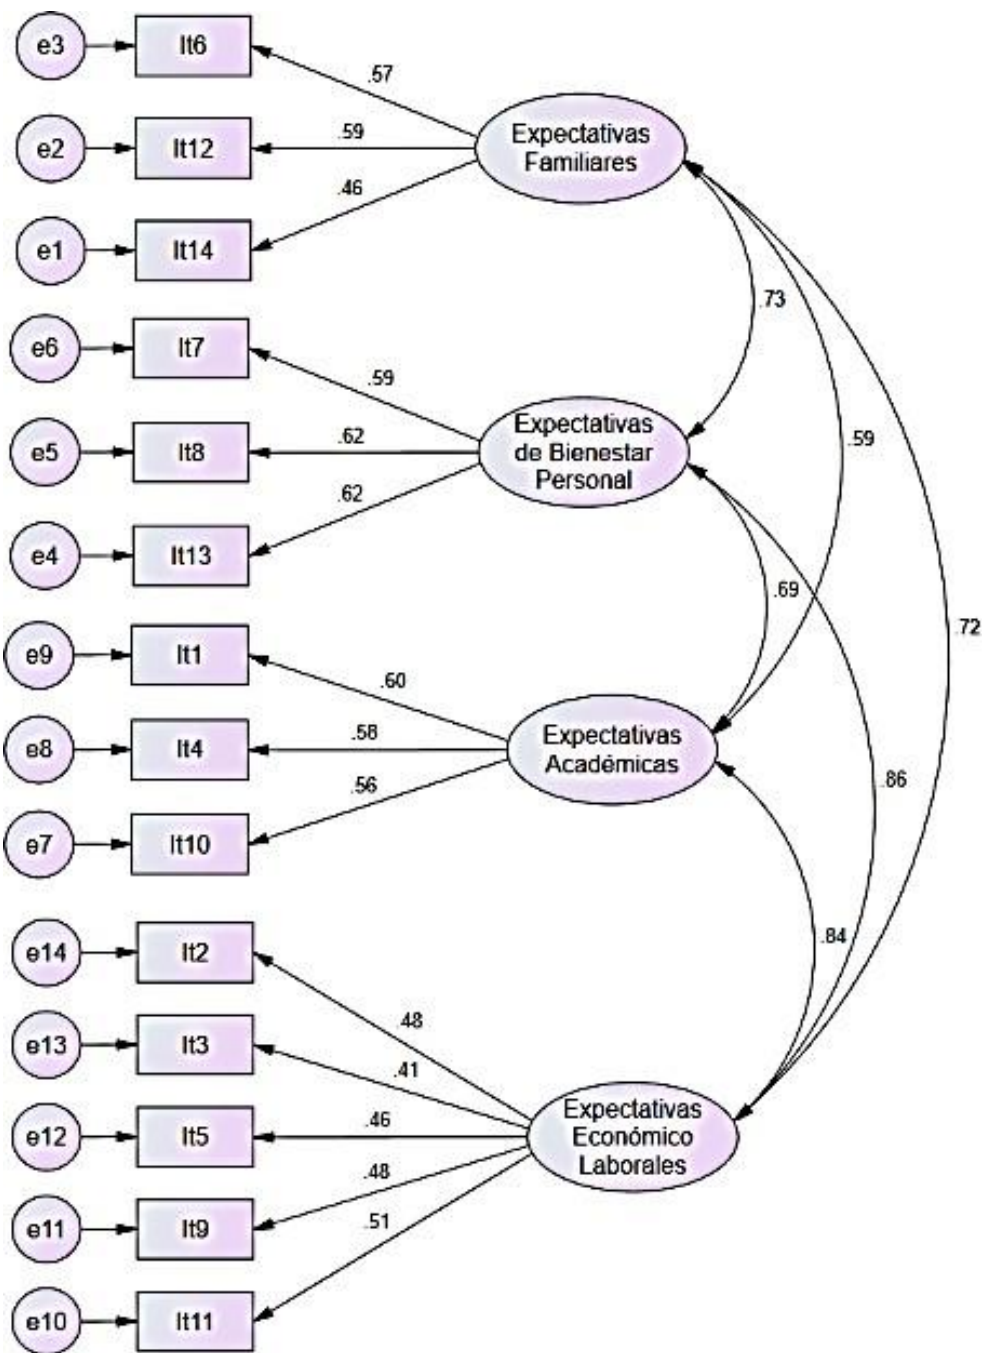 e3
It6
.57
Expectativas
Familiares
e2
It12
.59
.46
e1
It14
.73
e6
It7
.59
Expectativas
de Bienestar
Personal
.59
e5
It8
.62
.62
e4
It13
.69
e9
It1
.60
.72
Expectativas
Académicas
e8
It4
.58
.56
.86
e7
It10
e14
It2
.84
.48
e13
It3
.41
Expectativas
Económico
Laborales
e12
It5
.46
.48
e11
It9
.51
e10
It11